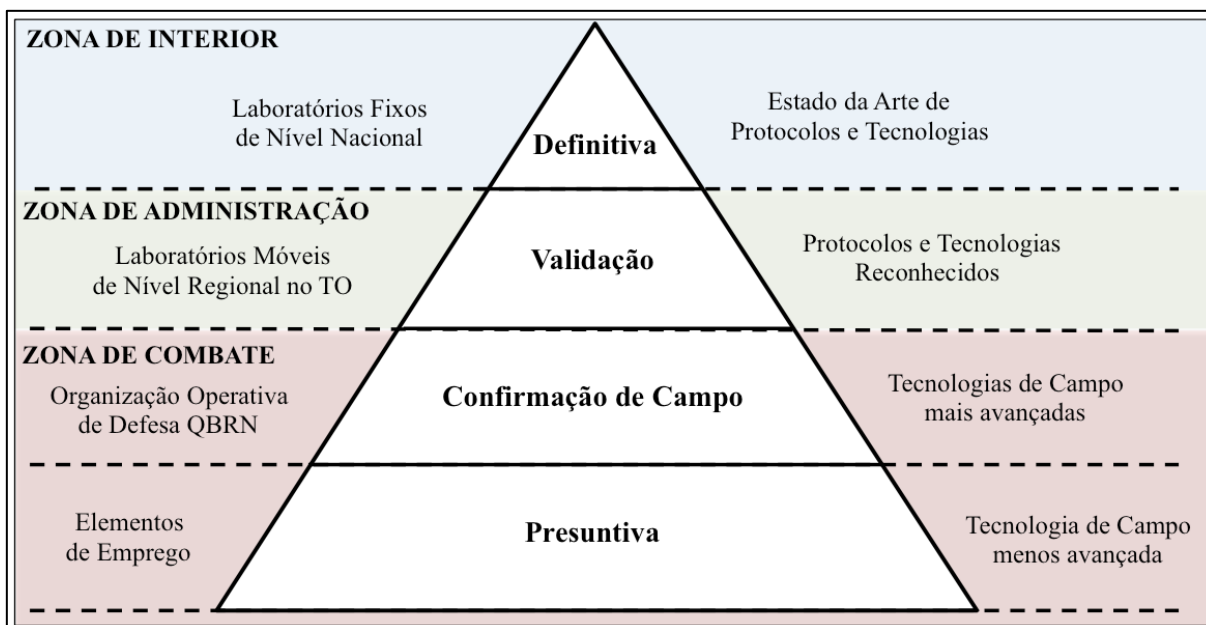 ZONA DE INTERIOR
Laboratórios Fixos
de Nível Nacional
Definitiva
Estado da Arte de
Protocolos e Tecnologias
ZONA DE ADMINISTRAÇÃO
Laboratórios Móveis
de Nível Regional no TO
Validação
Protocolos e Tecnologias
Reconhecidos
ZONA DE COMBATE
Organização Operativa
de Defesa QBRN
Confirmação de Campo
Tecnologias de Campo
mais avançadas
Elementos
de Emprego
Presuntiva
Tecnologia de Campo
menos avançada